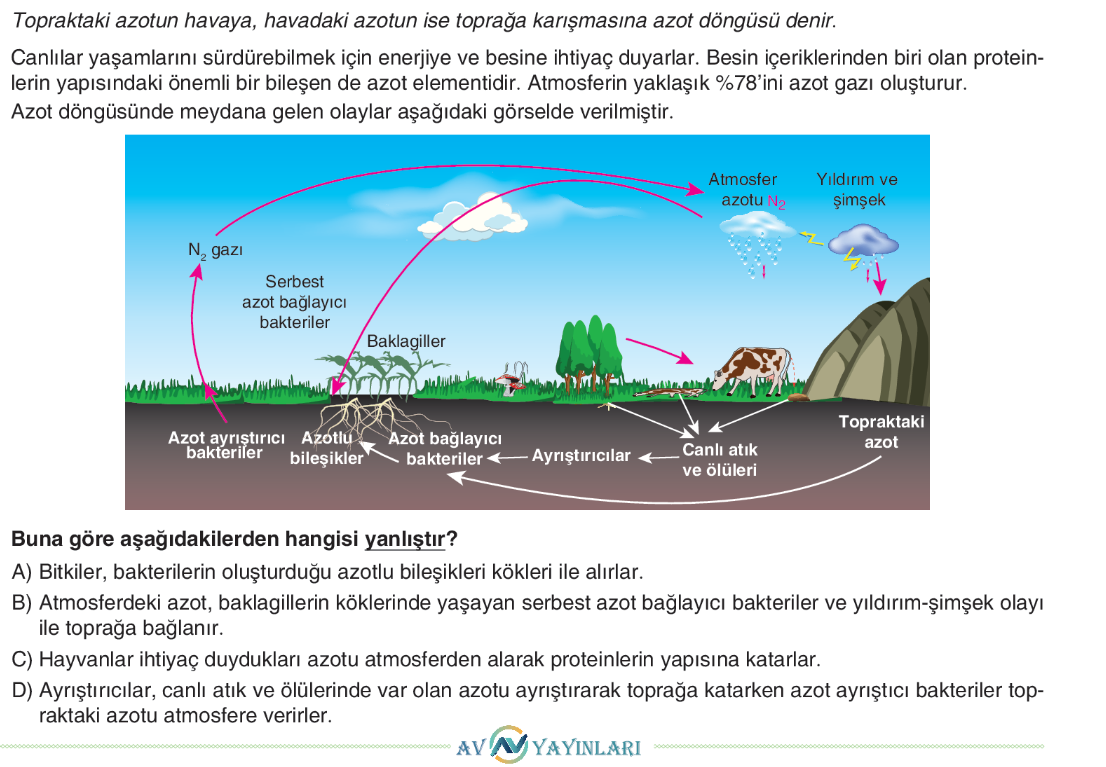 Topraktaki azotun havaya, havadaki azotun ise toprağa karışmasına azot döngüsü denir.
Canlılar yaşamlarını sürdürebilmek için enerjiye ve besine ihtiyaç duyarlar. Besin içeriklerinden biri olan protein-
lerin yapısındaki önemli bir bileşen de azot elementidir. Atmosferin yaklaşık %78’ini azot gazı oluşturur.
Azot döngüsünde meydana gelen olaylar aşağıdaki görselde verilmiştir.
Atmosfer
azotu N₂
Yıldırım ve
şimşek
N₂ gazı
Serbest
azot bağlayıcı
bakteriler
Baklagiller
Azot ayrıştırıcı
bakteriler
Azotlu
bileşikler
Azot bağlayıcı
bakteriler
Ayrıştırıcılar
Canlı atık
ve ölüleri
Topraktaki
azot
Buna göre aşağıdakilerden hangisi yanlıştır?
A) Bitkiler, bakterilerin oluşturduğu azotlu bileşikleri kökleri ile alırlar.
B) Atmosferdeki azot, baklagillerin köklerinde yaşayan serbest azot bağlayıcı bakteriler ve yıldırım-şimşek olayı
ile toprağa bağlanır.
C) Hayvanlar ihtiyaç duydukları azotu atmosferden alarak proteinlerin yapısına katarlar.
D) Ayrıştırıcılar, canlı atık ve ölülerinde var olan azotu ayrıştırarak toprağa katarken azot ayrıştıcı bakteriler top-
raktaki azotu atmosfere verirler.
AV YAYINLARI